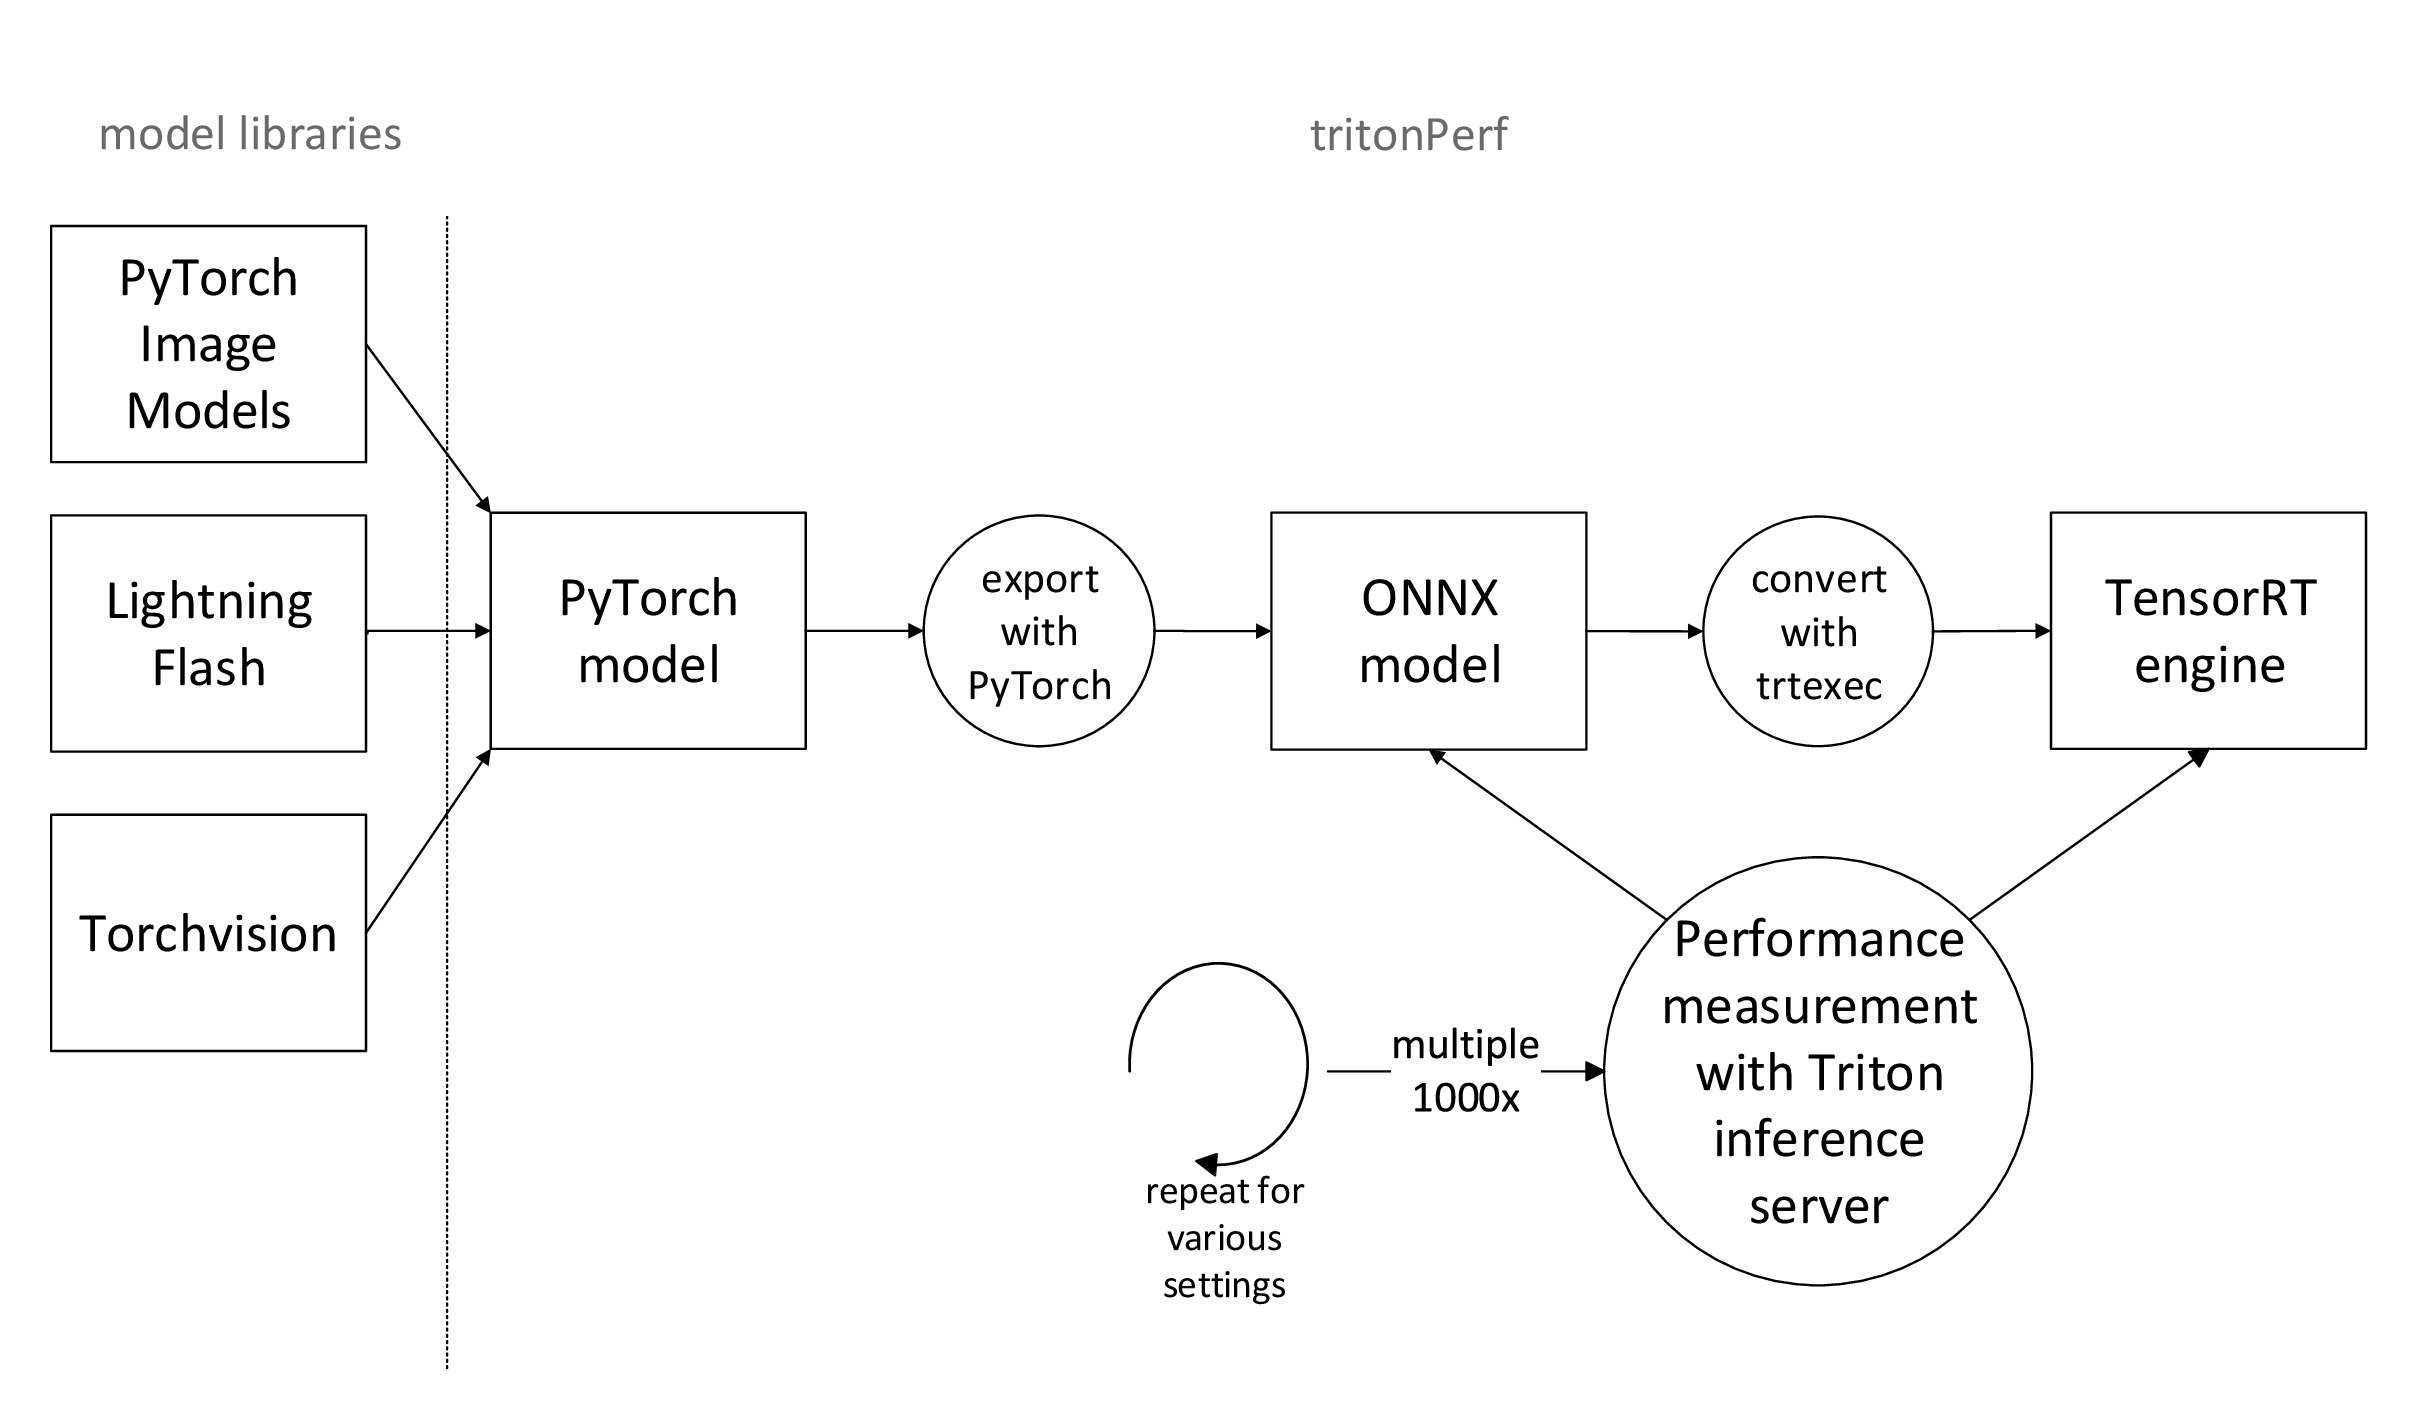 model libraries
tritonPerf
PyTorch
Image
Models
Lightning
Flash
Torchvision
PyTorch
model
export
with
PyTorch
ONNX
model
convert
with
trtexec
TensorRT
engine
repeat for
various
settings
multiple
1000x
Performance
measurement
with Triton
inference
server